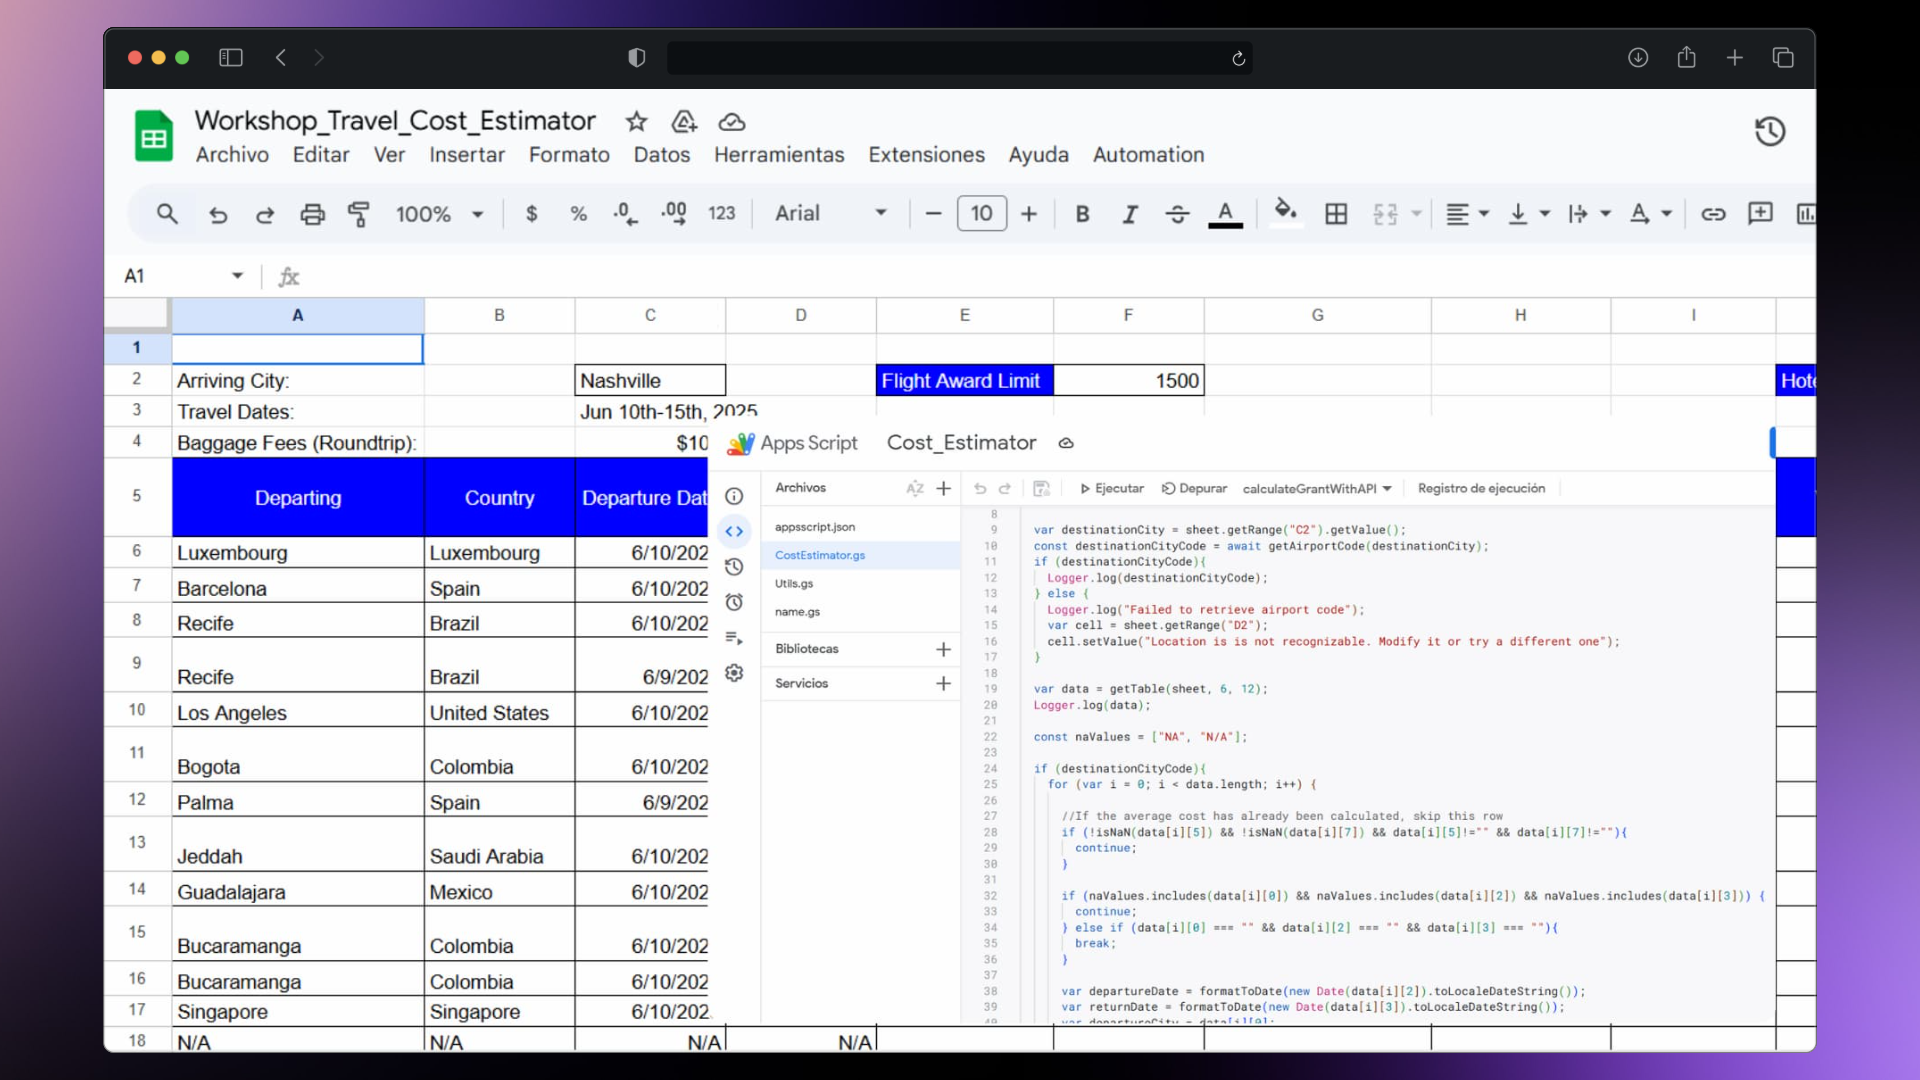 Workshop_Travel_Cost_Estimator
Archivo Editar Ver Insertar Formato Datos Herramientas Extensiones Ayuda Automation
100% $ % .0 .00 123 Arial 10 B I A
A1 fx
A B C D E F G H I
1
2 Arriving City: Nashville Flight Award Limit 1500
3 Travel Dates: Jun 10th-15th, 2025
4 Baggage Fees (Roundtrip): $10
5 Departing Country Departure Dat
6 Luxembourg Luxembourg 6/10/202
7 Barcelona Spain 6/10/202
8 Recife Brazil 6/10/202
9 Recife Brazil 6/9/202
10 Los Angeles United States 6/10/202
11 Bogota Colombia 6/10/202
12 Palma Spain 6/9/202
13 Jeddah Saudi Arabia 6/10/202
14 Guadalajara Mexico 6/10/202
15 Bucaramanga Colombia 6/10/202
16 Bucaramanga Colombia 6/10/202
17 Singapore Singapore 6/10/202
18 N/A N/A N/A N/A
Apps Script Cost_Estimator
Archivos AZ
appsscript.json
CostEstimator.gs
Utils.gs
name.gs
Bibliotecas
Servicios
Ejecutar Depurar calculateGrantWithAPI Registro de ejecución
8
9 var destinationCity = sheet.getRange("C2").getValue();
10 const destinationCityCode = await getAirportCode(destinationCity);
11 if (destinationCityCode){
12 Logger.log(destinationCityCode);
13 } else {
14 Logger.log("Failed to retrieve airport code");
15 var cell = sheet.getRange("D2");
16 cell.setValue("Location is is not recognizable. Modify it or try a different one");
17 }
18
19 var data = getTable(sheet, 6, 12);
20 Logger.log(data);
21
22 const naValues = ["NA", "N/A"];
23
24 if (destinationCityCode){
25 for (var i = 0; i < data.length; i++) {
26
27 //If the average cost has already been calculated, skip this row
28 if (!isNaN(data[i][5]) && !isNaN(data[i][7]) && data[i][5]!="" && data[i][7]!=""){
29 continue;
30 }
31
32 if (naValues.includes(data[i][0]) && naValues.includes(data[i][2]) && naValues.includes(data[i][3])) {
33 continue;
34 } else if (data[i][0] === "" && data[i][2] === "" && data[i][3] === ""){
35 break;
36 }
37
38 var departureDate = formatToDate(new Date(data[i][2]).toLocaleDateString());
39 var returnDate = formatToDate(new Date(data[i][3]).toLocaleDateString());
40 var departureCity = data[i][0];